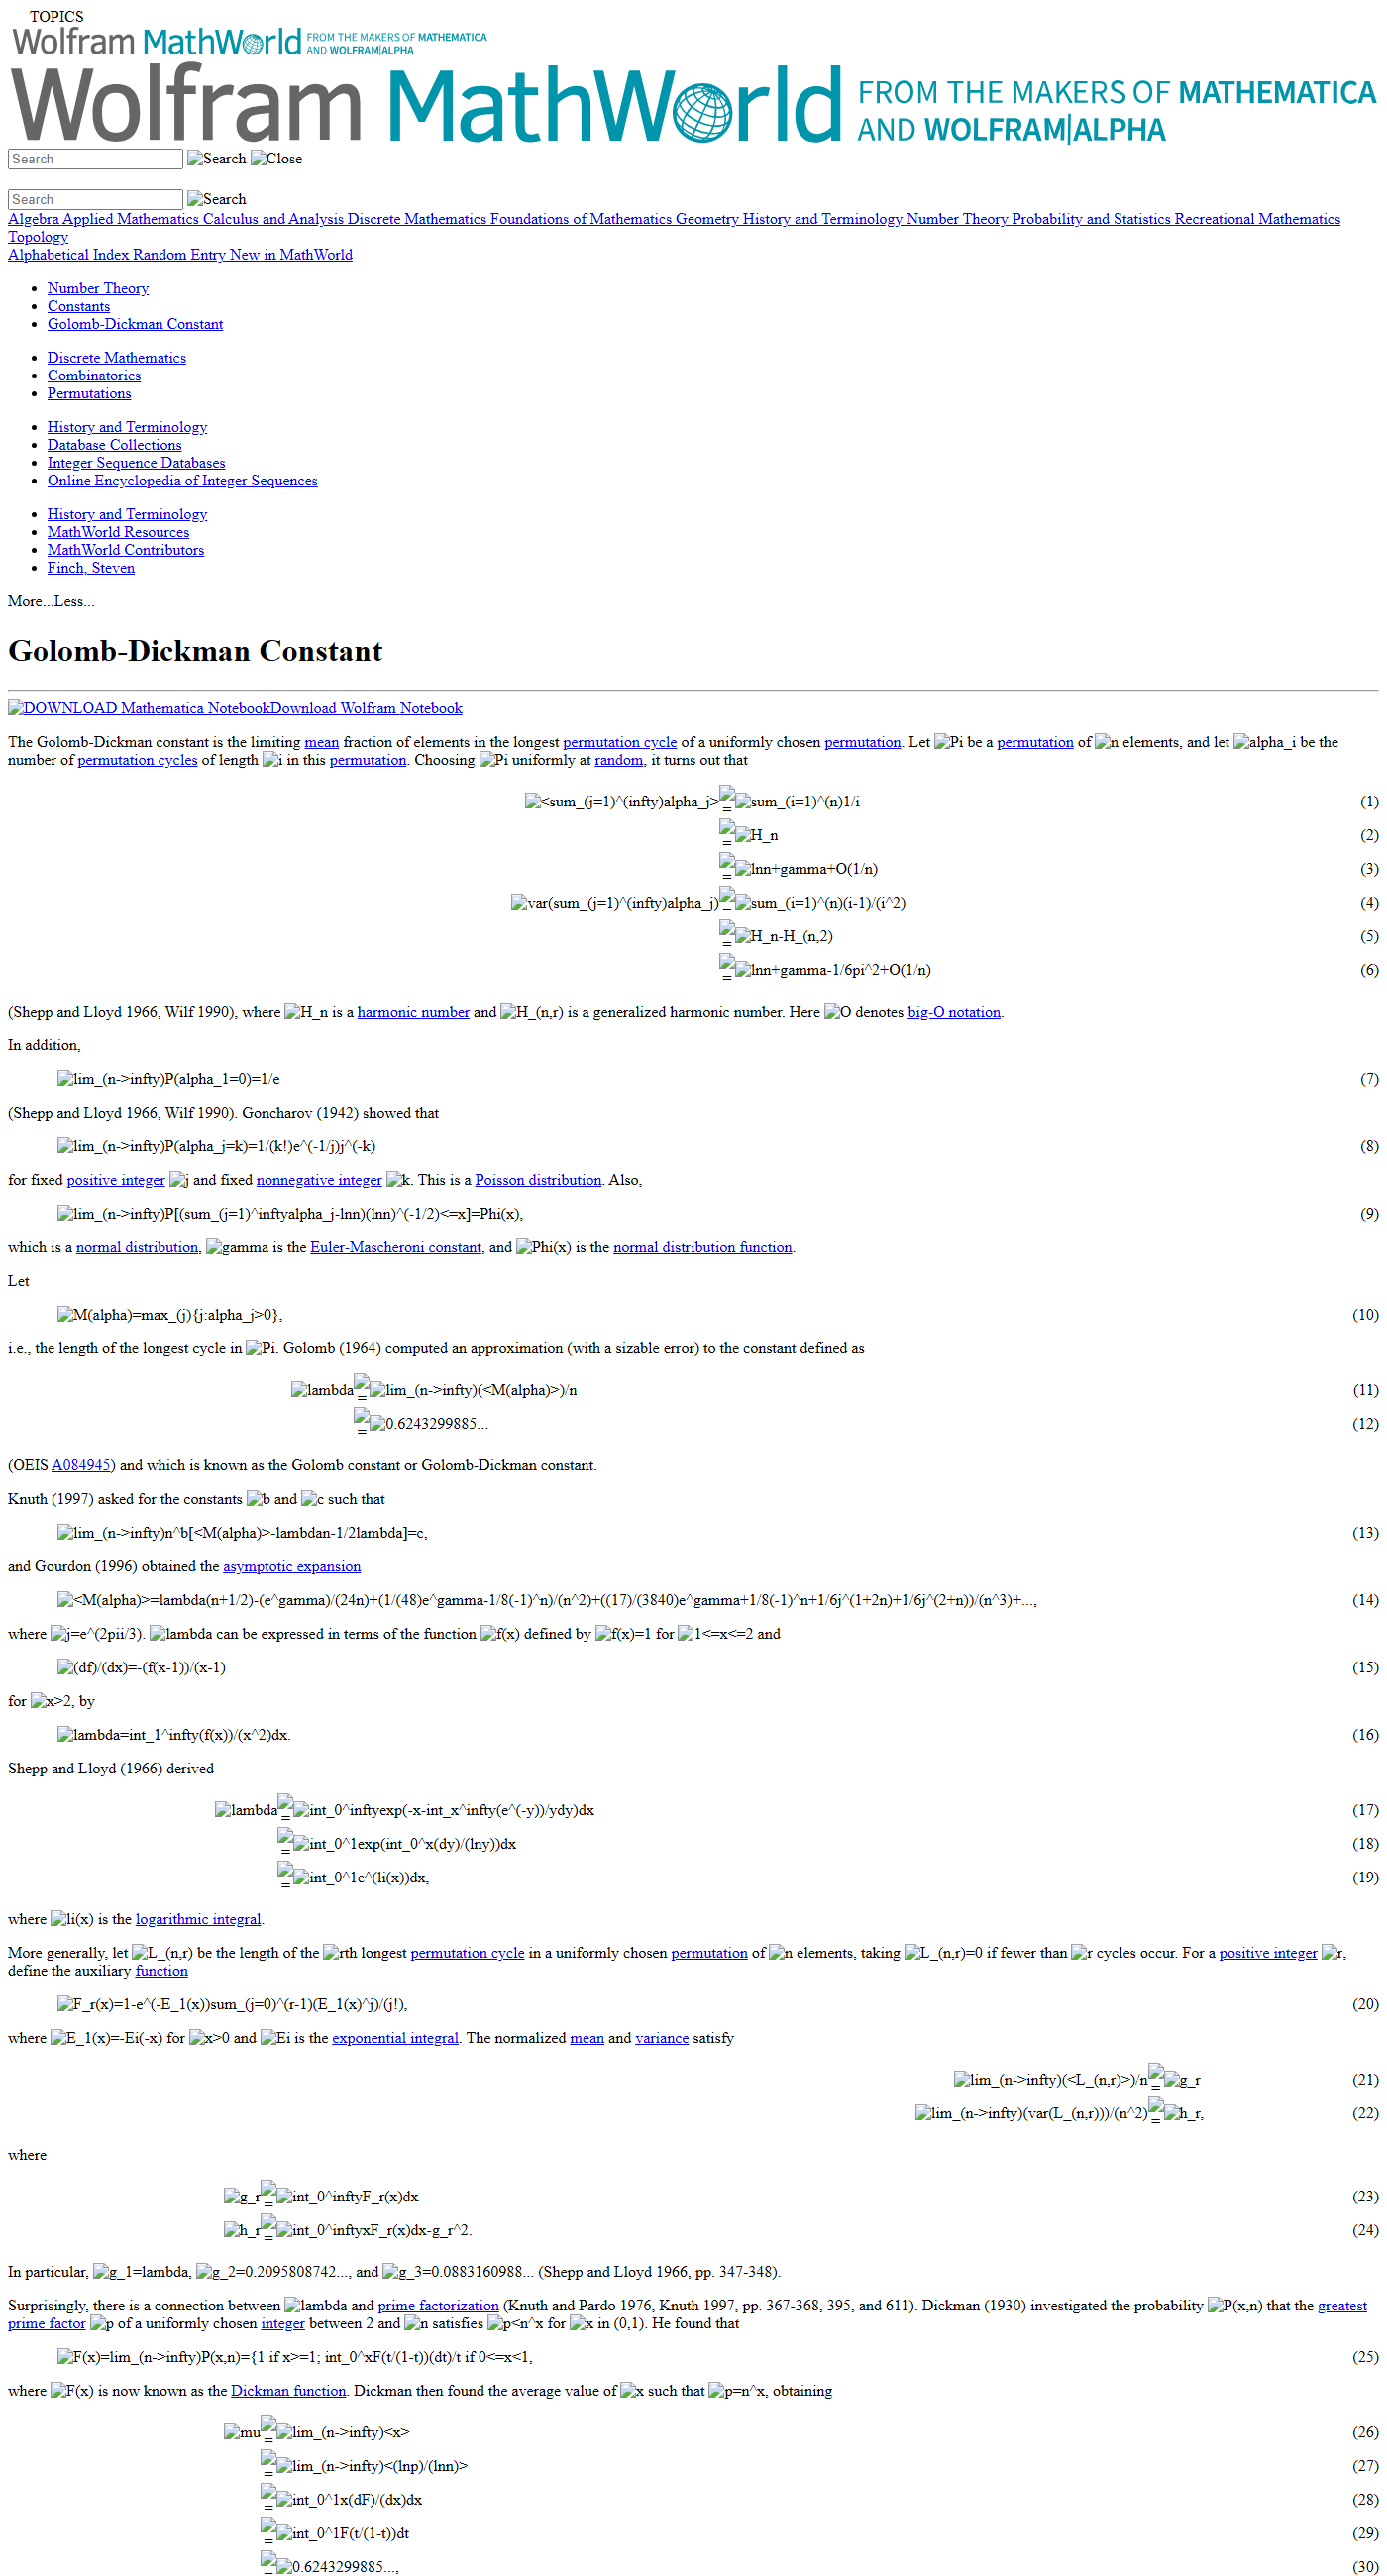 TOPICS
Wolfram MathWorld FROM THE MAKERS OF MATHEMATICA
AND WOLFRAM|ALPHA
Wolfram MathWorld FROM THE MAKERS OF MATHEMATICA
AND WOLFRAM|ALPHA
Search Search Close
Search Search
Algebra Applied Mathematics Calculus and Analysis Discrete Mathematics Foundations of Mathematics Geometry History and Terminology Number Theory Probability and Statistics Recreational Mathematics
Topology
Alphabetical Index Random Entry New in MathWorld
• Number Theory
• Constants
• Golomb-Dickman Constant
• Discrete Mathematics
• Combinatorics
• Permutations
• History and Terminology
• Database Collections
• Integer Sequence Databases
• Online Encyclopedia of Integer Sequences
• History and Terminology
• MathWorld Resources
• MathWorld Contributors
• Finch, Steven
More...Less...
Golomb-Dickman Constant
DOWNLOAD Mathematica NotebookDownload Wolfram Notebook
The Golomb-Dickman constant is the limiting mean fraction of elements in the longest permutation cycle of a uniformly chosen permutation. Let Pi be a permutation of n elements, and let alpha_i be the
number of permutation cycles of length i in this permutation. Choosing Pi uniformly at random, it turns out that
<sum_(j=1)^(infty)alpha_j> = sum_(i=1)^(n)1/i (1)
= H_n (2)
= lnn+gamma+O(1/n) (3)
var(sum_(j=1)^(infty)alpha_j) = sum_(i=1)^(n)(i-1)/(i^2) (4)
= H_n-H_(n,2) (5)
= lnn+gamma-1/6pi^2+O(1/n) (6)
(Shepp and Lloyd 1966, Wilf 1990), where H_n is a harmonic number and H_(n,r) is a generalized harmonic number. Here O denotes big-O notation.
In addition,
lim_(n->infty)P(alpha_1=0)=1/e (7)
(Shepp and Lloyd 1966, Wilf 1990). Goncharov (1942) showed that
lim_(n->infty)P(alpha_j=k)=1/(k!)e^(-1/j)j^(-k) (8)
for fixed positive integer j and fixed nonnegative integer k. This is a Poisson distribution. Also,
lim_(n->infty)P[(sum_(j=1)^inftyalpha_j-lnn)(lnn)^(-1/2)<=x]=Phi(x), (9)
which is a normal distribution, gamma is the Euler-Mascheroni constant, and Phi(x) is the normal distribution function.
Let
M(alpha)=max_(j){j:alpha_j>0}, (10)
i.e., the length of the longest cycle in Pi. Golomb (1964) computed an approximation (with a sizable error) to the constant defined as
lambda = lim_(n->infty)(<M(alpha)>)/n (11)
= 0.6243299885... (12)
(OEIS A084945) and which is known as the Golomb constant or Golomb-Dickman constant.
Knuth (1997) asked for the constants b and c such that
lim_(n->infty)n^b[<M(alpha)>-lambdan-1/2lambda]=c, (13)
and Gourdon (1996) obtained the asymptotic expansion
<M(alpha)>=lambda(n+1/2)-(e^gamma)/(24n)+(1/(48)e^gamma-1/8(-1)^n)/(n^2)+((17)/(3840)e^gamma+1/8(-1)^n+1/6j^(1+2n)+1/6j^(2+n))/(n^3)+..., (14)
where j=e^(2pii/3). lambda can be expressed in terms of the function f(x) defined by f(x)=1 for 1<=x<=2 and
(df)/(dx)=-(f(x-1))/(x-1) (15)
for x>2, by
lambda=int_1^infty(f(x))/(x^2)dx. (16)
Shepp and Lloyd (1966) derived
lambda = int_0^inftyexp(-x-int_x^infty(e^(-y))/ydy)dx (17)
= int_0^1exp(int_0^x(dy)/(lny))dx (18)
= int_0^1e^(li(x))dx, (19)
where li(x) is the logarithmic integral.
More generally, let L_(n,r) be the length of the rth longest permutation cycle in a uniformly chosen permutation of n elements, taking L_(n,r)=0 if fewer than r cycles occur. For a positive integer r,
define the auxiliary function
F_r(x)=1-e^(-E_1(x))sum_(j=0)^(r-1)(E_1(x)^j)/(j!), (20)
where E_1(x)=-Ei(-x) for x>0 and Ei is the exponential integral. The normalized mean and variance satisfy
lim_(n->infty)(<L_(n,r)>)/n = g_r (21)
lim_(n->infty)(var(L_(n,r)))/(n^2) = h_r, (22)
where
g_r = int_0^inftyF_r(x)dx (23)
h_r = int_0^inftyxF_r(x)dx-g_r^2. (24)
In particular, g_1=lambda, g_2=0.2095808742..., and g_3=0.0883160988... (Shepp and Lloyd 1966, pp. 347-348).
Surprisingly, there is a connection between lambda and prime factorization (Knuth and Pardo 1976, Knuth 1997, pp. 367-368, 395, and 611). Dickman (1930) investigated the probability P(x,n) that the greatest
prime factor p of a uniformly chosen integer between 2 and n satisfies p<n^x for x in (0,1). He found that
F(x)=lim_(n->infty)P(x,n)={1 if x>=1; int_0^xF(t/(1-t))(dt)/t if 0<=x<1, (25)
where F(x) is now known as the Dickman function. Dickman then found the average value of x such that p=n^x, obtaining
mu = lim_(n->infty)<x> (26)
= lim_(n->infty)<(lnp)/(lnn)> (27)
= int_0^1x(dF)/(dx)dx (28)
= int_0^1F(t/(1-t))dt (29)
= 0.6243299885..., (30)